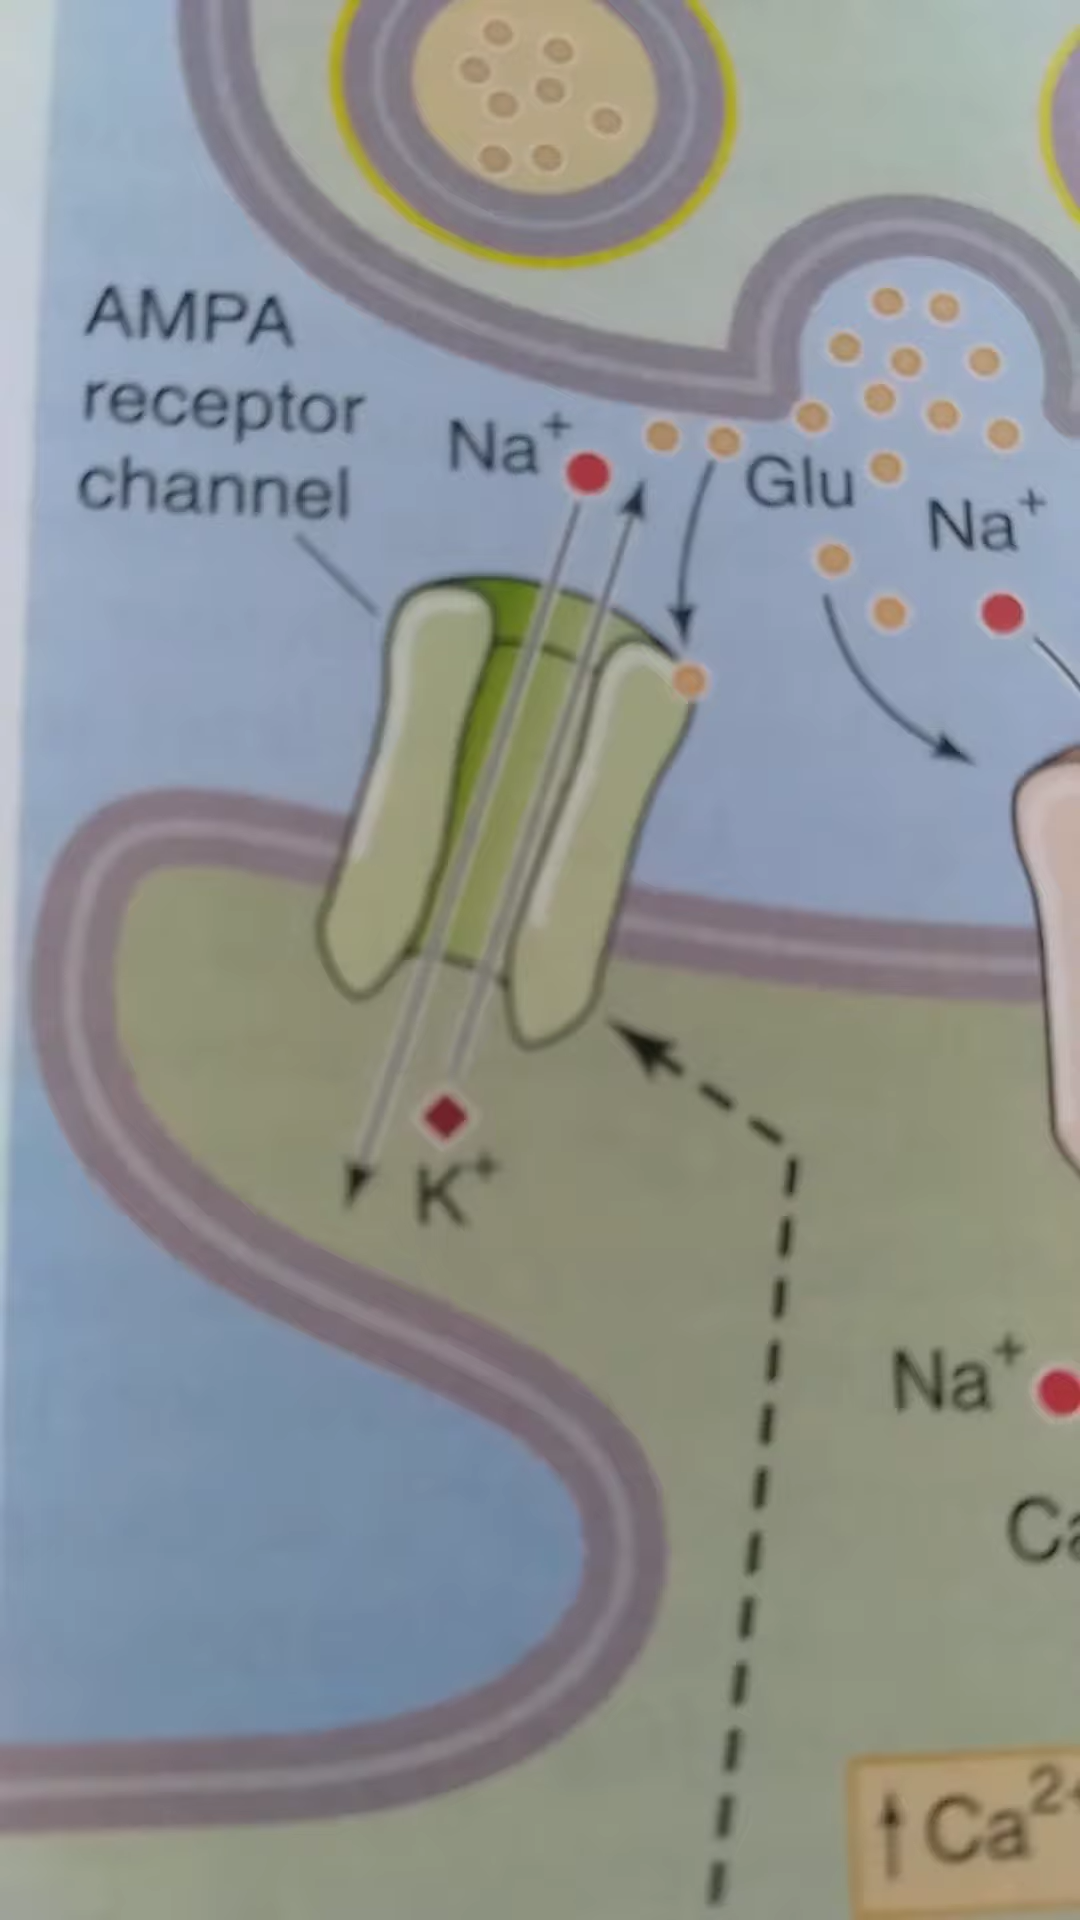 AMPA
receptor
channel
Na⁺
Glu
Na⁺
K⁺
Na⁺
↑ Ca²⁺